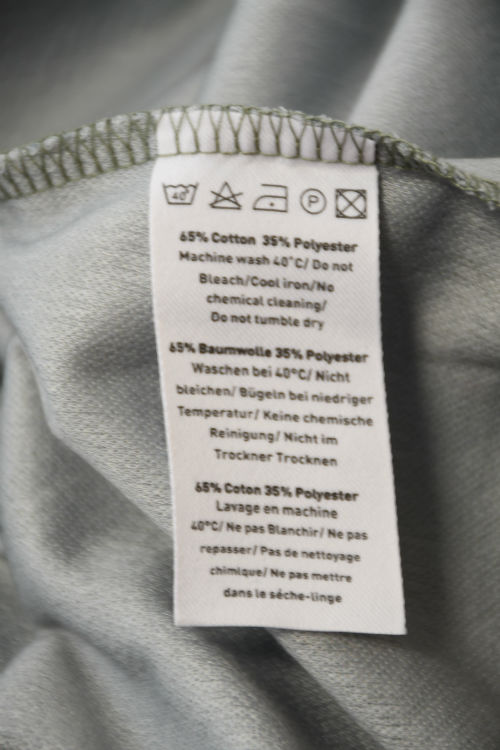 40° P
65% Cotton 35% Polyester
Machine wash 40°C/ Do not
Bleach/Cool iron/No
chemical cleaning/
Do not tumble dry
65% Baumwolle 35% Polyester
Waschen bei 40°C/ Nicht
bleichen/ Bügeln bei niedriger
Temperatur/ Keine chemische
Reinigung/ Nicht im
Trockner Trocknen
65% Coton 35% Polyester
Lavage en machine
40°C/ Ne pas Blanchir/ Ne pas
repasser/ Pas de nettoyage
chimique/ Ne pas mettre
dans le séche-linge